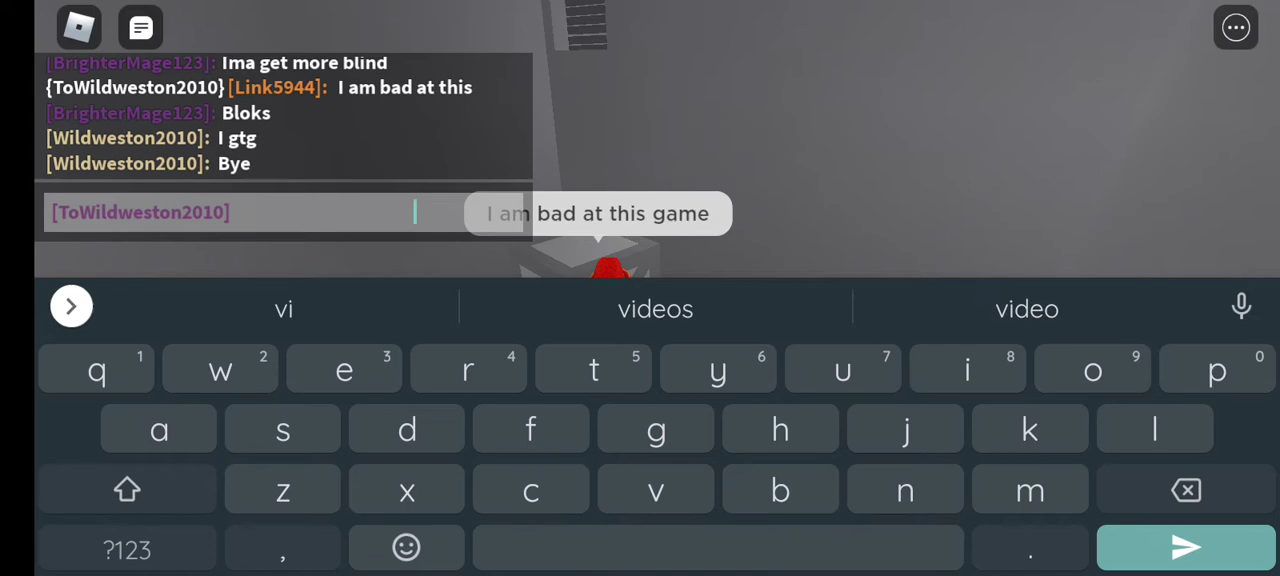 [BrighterMage123]: Ima get more blind
{ToWildweston2010}[Link5944]: I am bad at this
[BrighterMage123]: Bloks
[Wildweston2010]: I gtg
[Wildweston2010]: Bye
[ToWildweston2010]
I am bad at this game
vi videos video
q 1 w 2 e 3 r 4 t 5 y 6 u 7 i 8 o 9 p 0
a s d f g h j k l
z x c v b n m
?123 , .